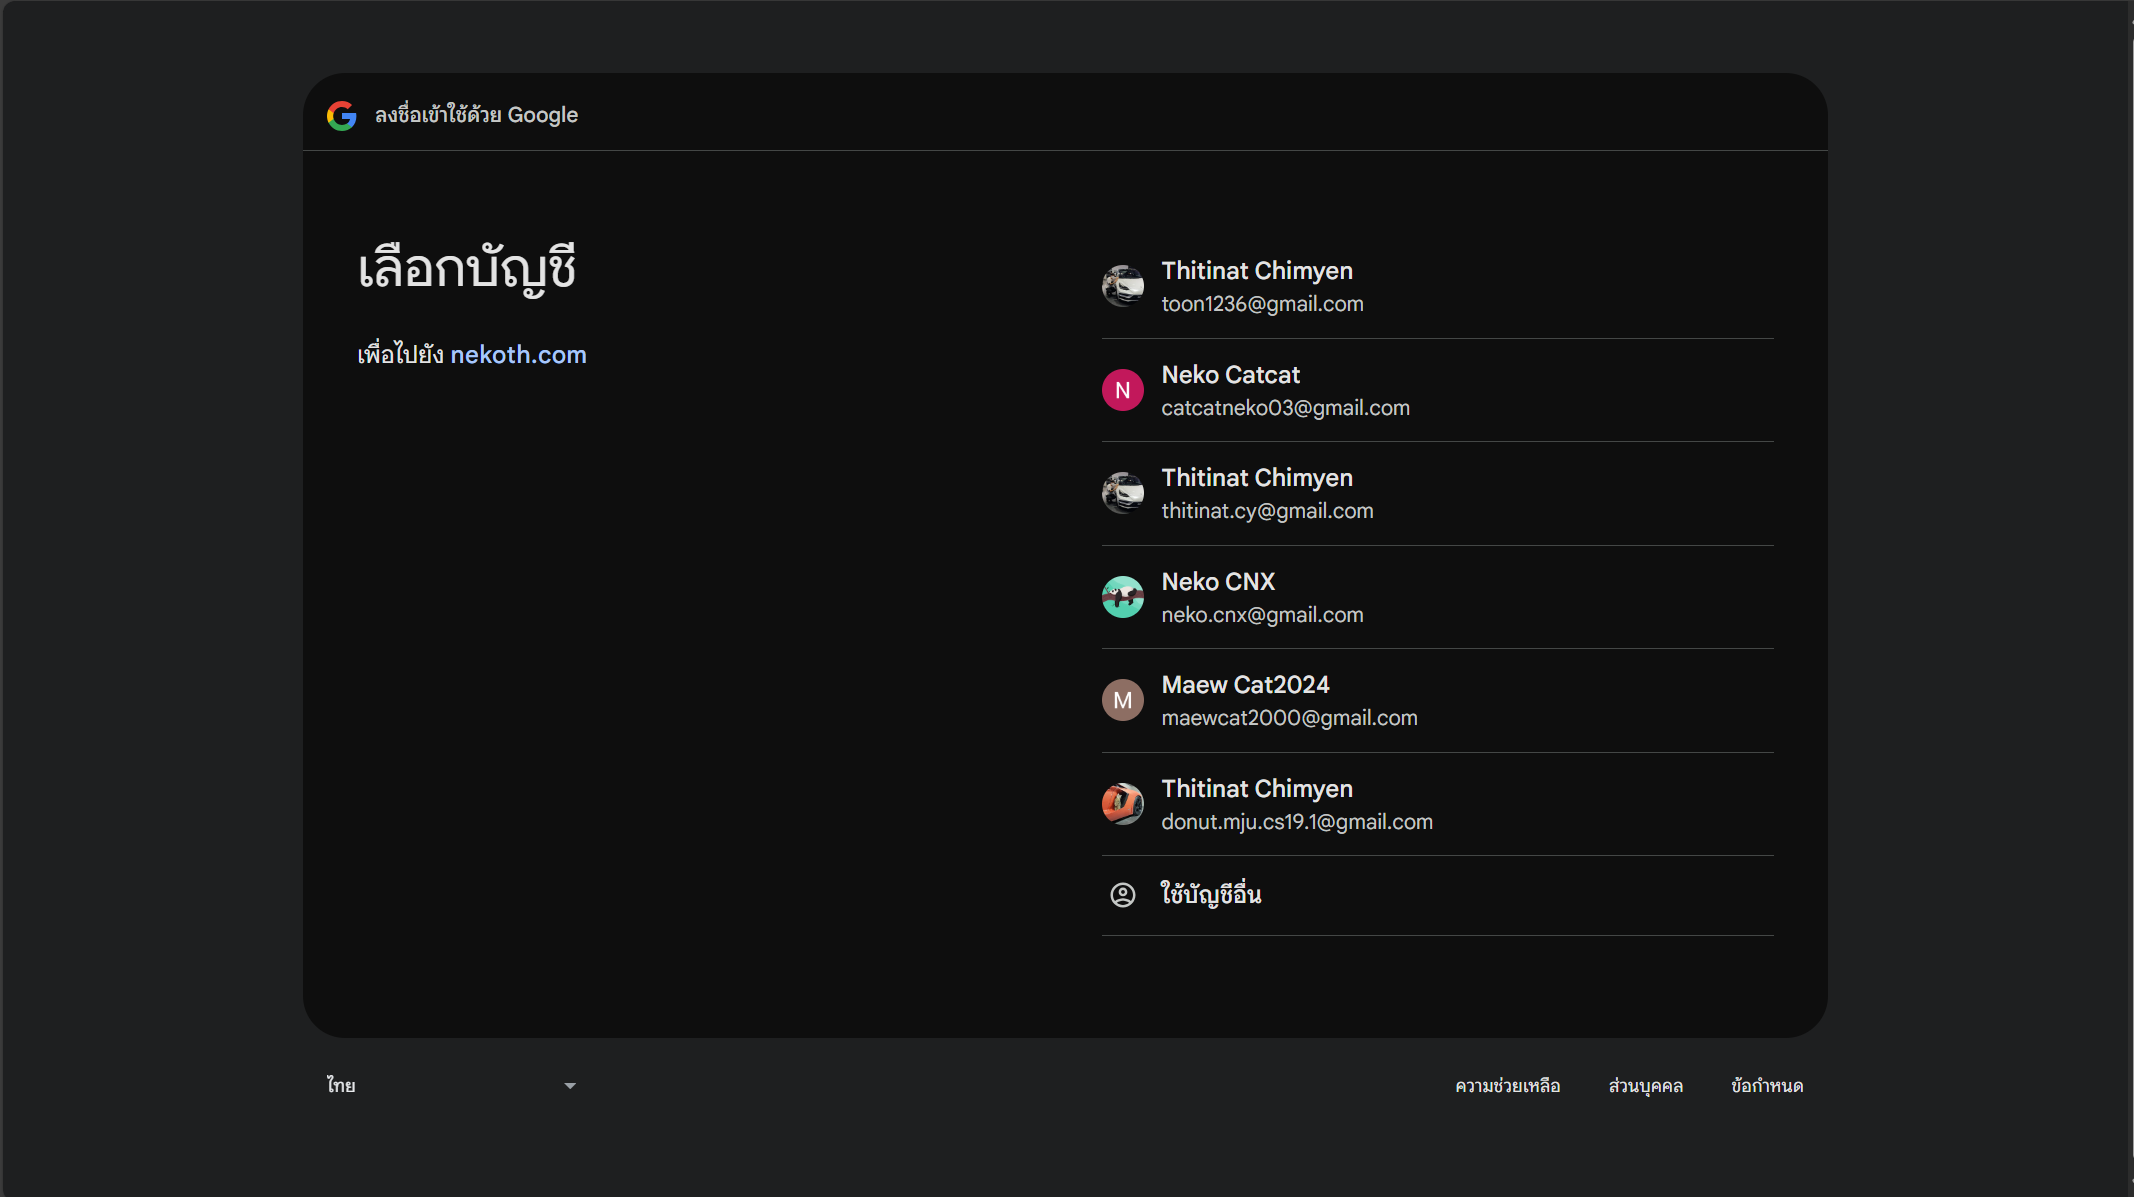 ลงชื่อเข้าใช้ด้วย Google
เลือกบัญชี
เพื่อไปยัง nekoth.com
Thitinat Chimyen
toon1236@gmail.com
N
Neko Catcat
catcatneko03@gmail.com
Thitinat Chimyen
thitinat.cy@gmail.com
Neko CNX
neko.cnx@gmail.com
M
Maew Cat2024
maewcat2000@gmail.com
Thitinat Chimyen
donut.mju.cs19.1@gmail.com
ใช้บัญชีอื่น
ไทย
ความช่วยเหลือ
ส่วนบุคคล
ข้อกำหนด